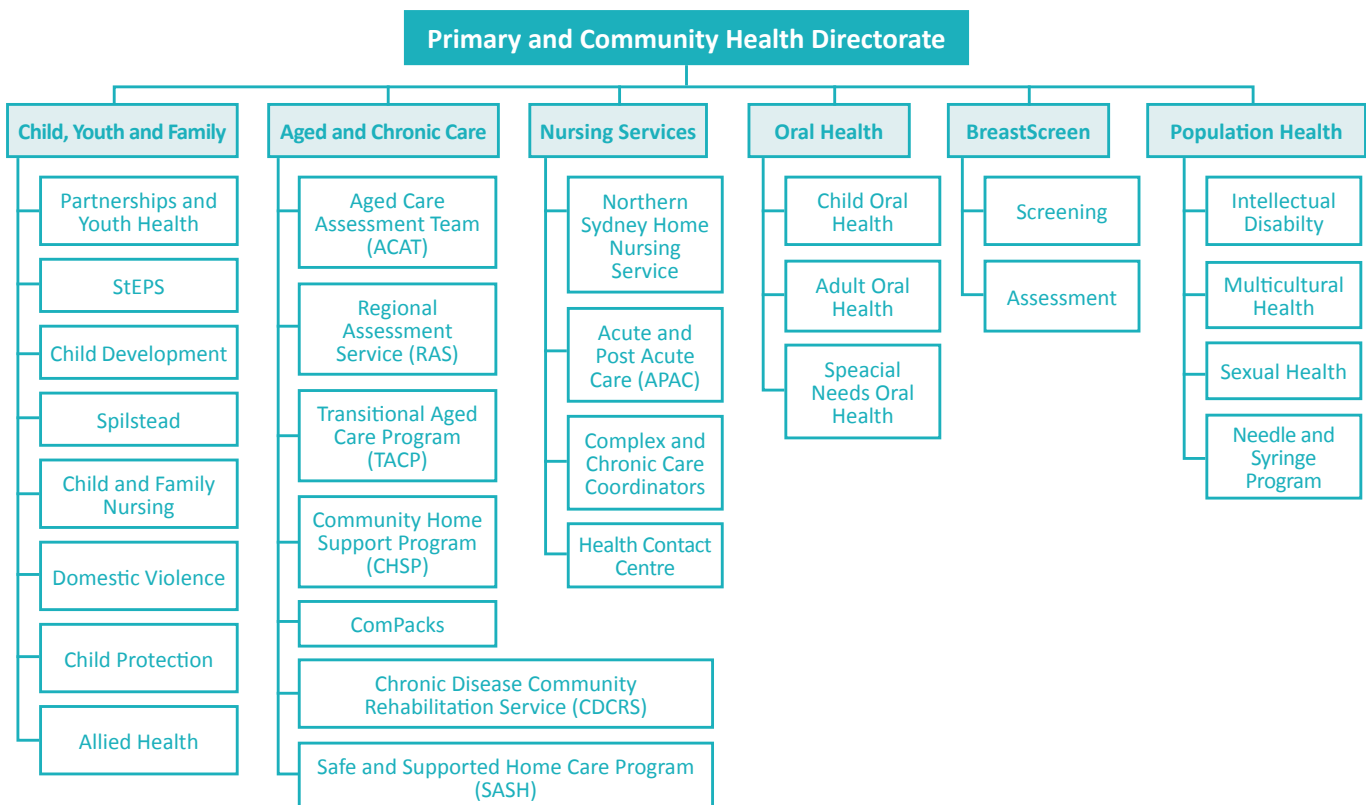 Primary and Community Health Directorate
Child, Youth and Family
Partnerships and
Youth Health
StEPS
Child Development
Spilstead
Child and Family
Nursing
Domestic Violence
Child Protection
Allied Health
Aged and Chronic Care
Aged Care
Assessment Team
(ACAT)
Regional
Assessment
Service (RAS)
Transitional Aged
Care Program
(TACP)
Community Home
Support Program
(CHSP)
ComPacks
Chronic Disease Community
Rehabilitation Service (CDCRS)
Safe and Supported Home Care Program
(SASH)
Nursing Services
Northern
Sydney Home
Nursing
Service
Acute and
Post Acute
Care (APAC)
Complex and
Chronic Care
Coordinators
Health Contact
Centre
Oral Health
Child Oral
Health
Adult Oral
Health
Speacial
Needs Oral
Health
BreastScreen
Screening
Assessment
Population Health
Intellectual
Disabilty
Multicultural
Health
Sexual Health
Needle and
Syringe
Program